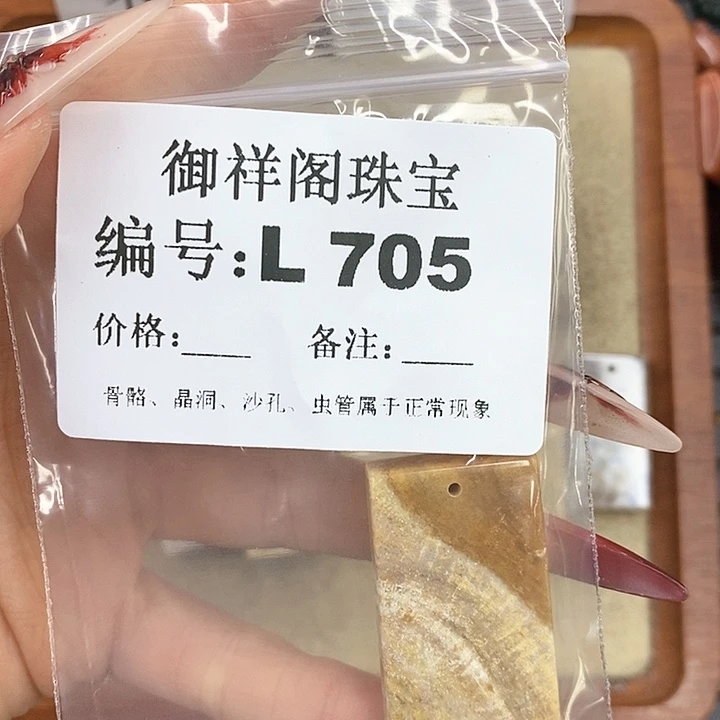 御祥阁珠宝
编号:L 705
价格:____ 备注:____
骨骼、晶洞、沙孔、虫管属于正常现象